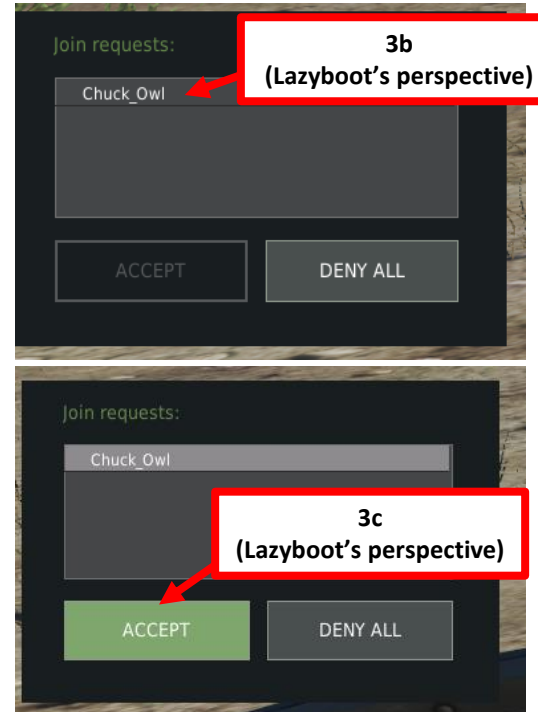 Join requests:
3b
(Lazyboot’s perspective)
Chuck_Owl
ACCEPT
DENY ALL
Join requests:
Chuck_Owl
3c
(Lazyboot’s perspective)
ACCEPT
DENY ALL